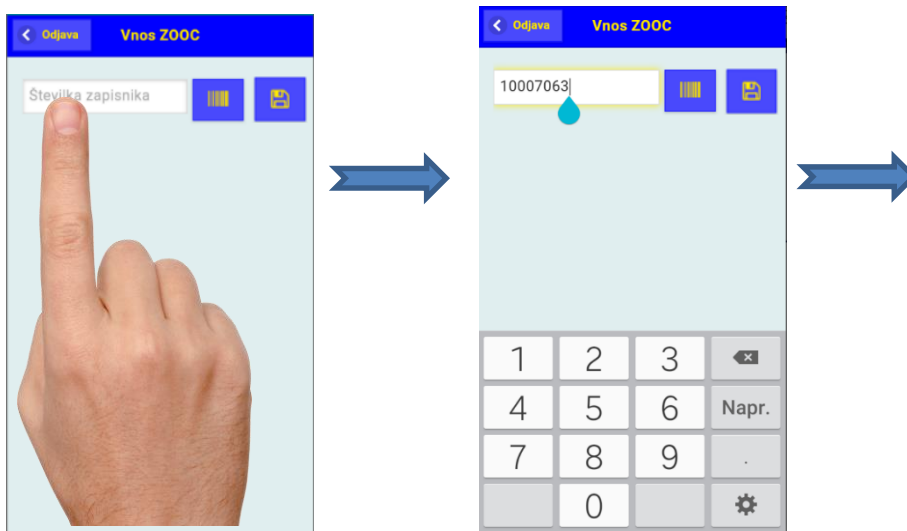 Odjava Vnos ZOOC
Številka zapisnika
Odjava Vnos ZOOC
10007063
1 2 3
4 5 6 Napr.
7 8 9 .
0